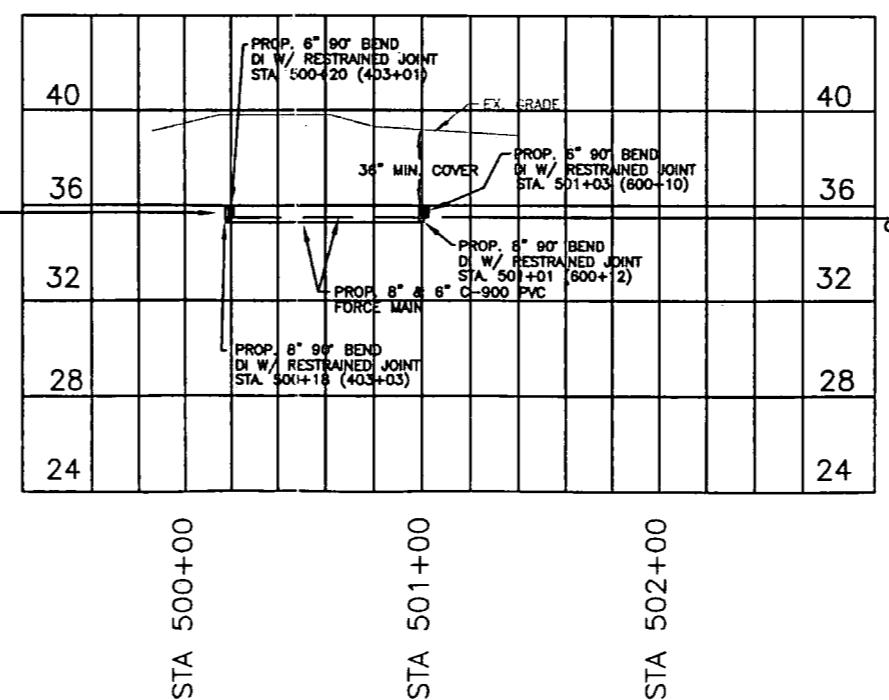 PROP. 6" 90° BEND
DI W/ RESTRAINED JOINT
STA. 500+20 (403+01)
40
40
EX. GRADE
36" MIN. COVER
PROP. 6" 90° BEND
DI W/ RESTRAINED JOINT
STA. 501+03 (600+10)
36
36
PROP. 8" 90° BEND
DI W/ RESTRAINED JOINT
STA. 501+01 (600+12)
32
32
PROP. 8" & 6" C-900 PVC
FORCE MAIN
PROP. 8" 90° BEND
DI W/ RESTRAINED JOINT
STA. 500+18 (403+03)
28
28
24
24
STA 500+00
STA 501+00
STA 502+00